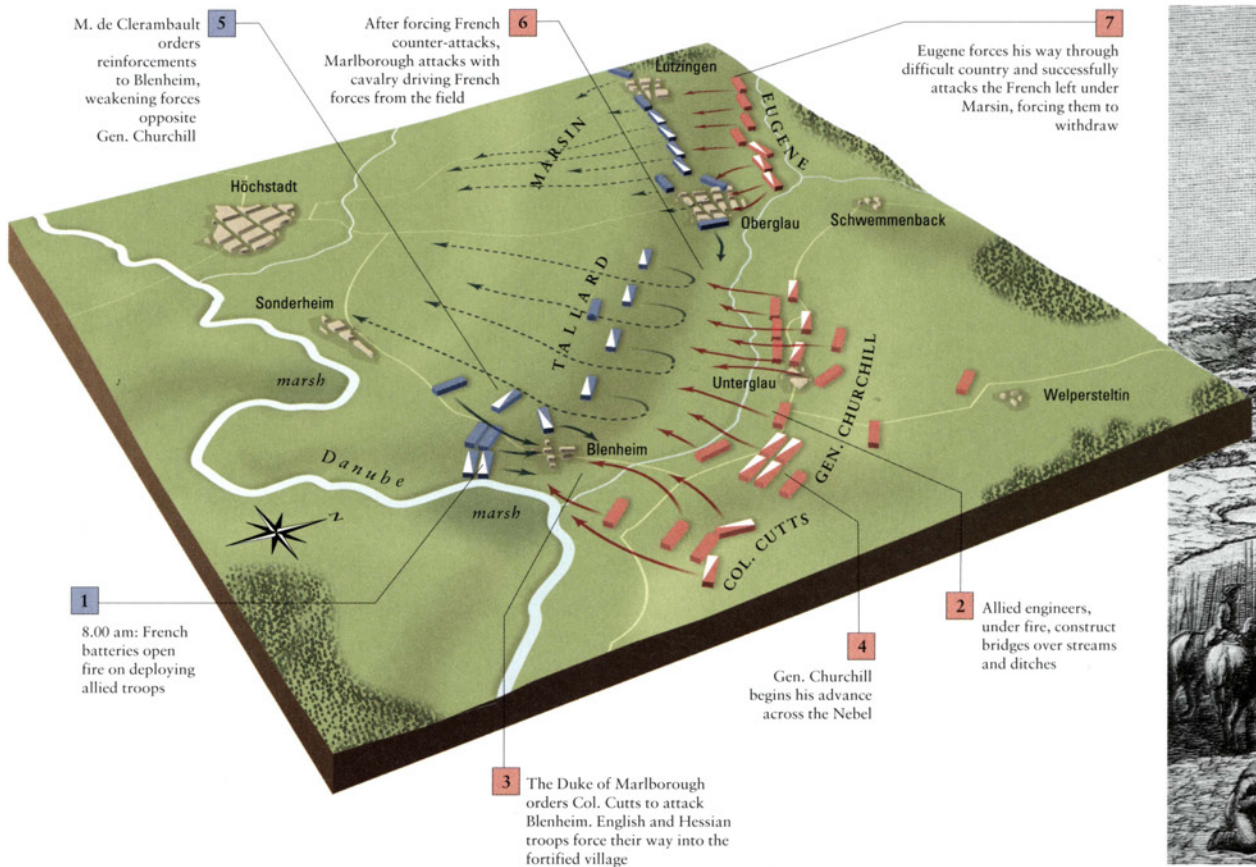 5
M. de Clerambault
orders
reinforcements
to Blenheim,
weakening forces
opposite
Gen. Churchill
6
After forcing French
counter-attacks,
Marlborough attacks with
cavalry driving French
forces from the field
7
Eugene forces his way through
difficult country and successfully
attacks the French left under
Marsin, forcing them to
withdraw
Lutzingen
EUGENE
MARSIN
Höchstadt
Oberglau
Schwemmenback
TALLARD
Sonderheim
marsh
Unterglau
GEN. CHURCHILL
Welpersteltin
Blenheim
Danube
marsh
COL. CUTTS
N
1
8.00 am: French
batteries open
fire on deploying
allied troops
2
Allied engineers,
under fire, construct
bridges over streams
and ditches
4
Gen. Churchill
begins his advance
across the Nebel
3
The Duke of Marlborough
orders Col. Cutts to attack
Blenheim. English and Hessian
troops force their way into the
fortified village